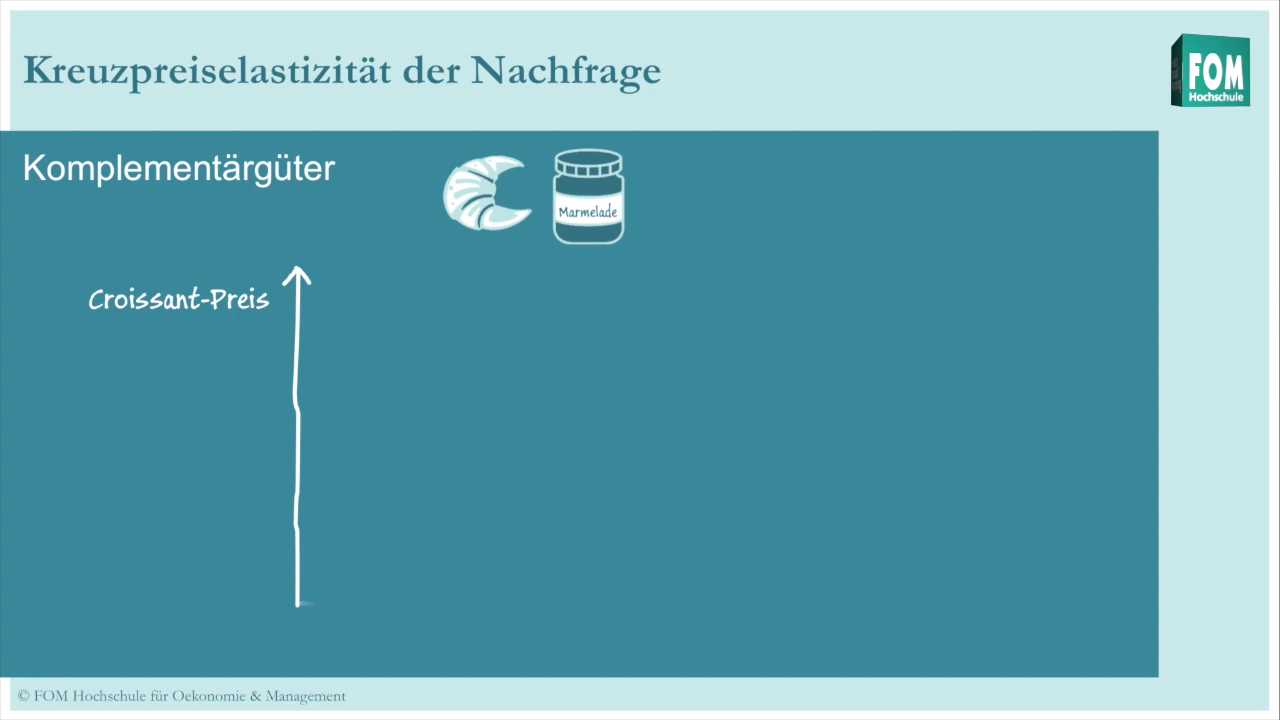 Kreuzpreiselastizität der Nachfrage
FOM
Hochschule
Komplementärgüter
Marmelade
Croissant-Preis
© FOM Hochschule für Oekonomie & Management